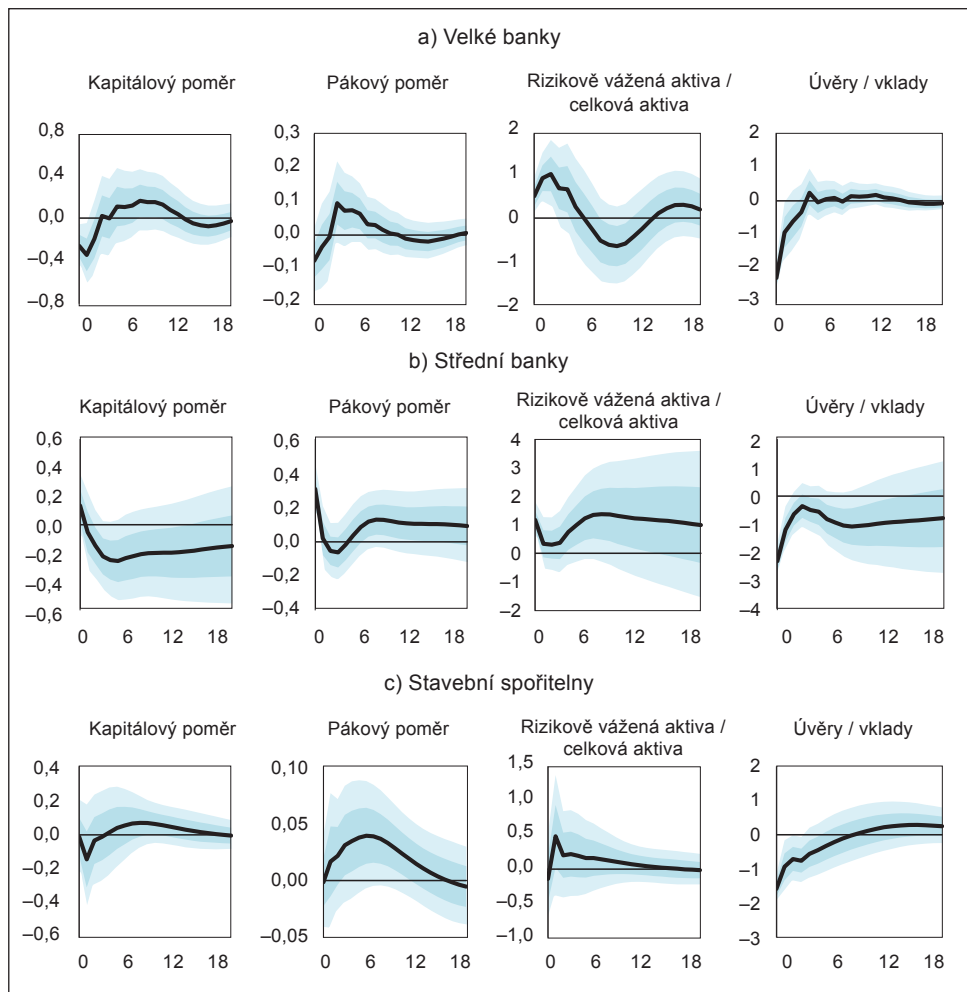 a) Velké banky
Kapitálový poměr
Pákový poměr
Rizikově vážená aktiva /
celková aktiva
Úvěry / vklady
0,8
0,4
0,0
–0,4
–0,8
0 6 12 18
0,3
0,2
0,1
0,0
–0,1
–0,2
0 6 12 18
2
1
0
–1
–2
0 6 12 18
2
1
0
–1
–2
–3
0 6 12 18
b) Střední banky
Kapitálový poměr
Pákový poměr
Rizikově vážená aktiva /
celková aktiva
Úvěry / vklady
0,6
0,4
0,2
0,0
–0,2
–0,4
–0,6
0 6 12 18
0,6
0,4
0,2
0,0
–0,2
–0,4
0 6 12 18
4
3
2
1
0
–1
–2
0 6 12 18
2
1
0
–1
–2
–3
–4
0 6 12 18
c) Stavební spořitelny
Kapitálový poměr
Pákový poměr
Rizikově vážená aktiva /
celková aktiva
Úvěry / vklady
0,4
0,2
0,0
–0,2
–0,4
–0,6
0 6 12 18
0,10
0,05
0,00
–0,05
0 6 12 18
1,5
1,0
0,5
0,0
–0,5
–1,0
0 6 12 18
2
1
0
–1
–2
–3
0 6 12 18